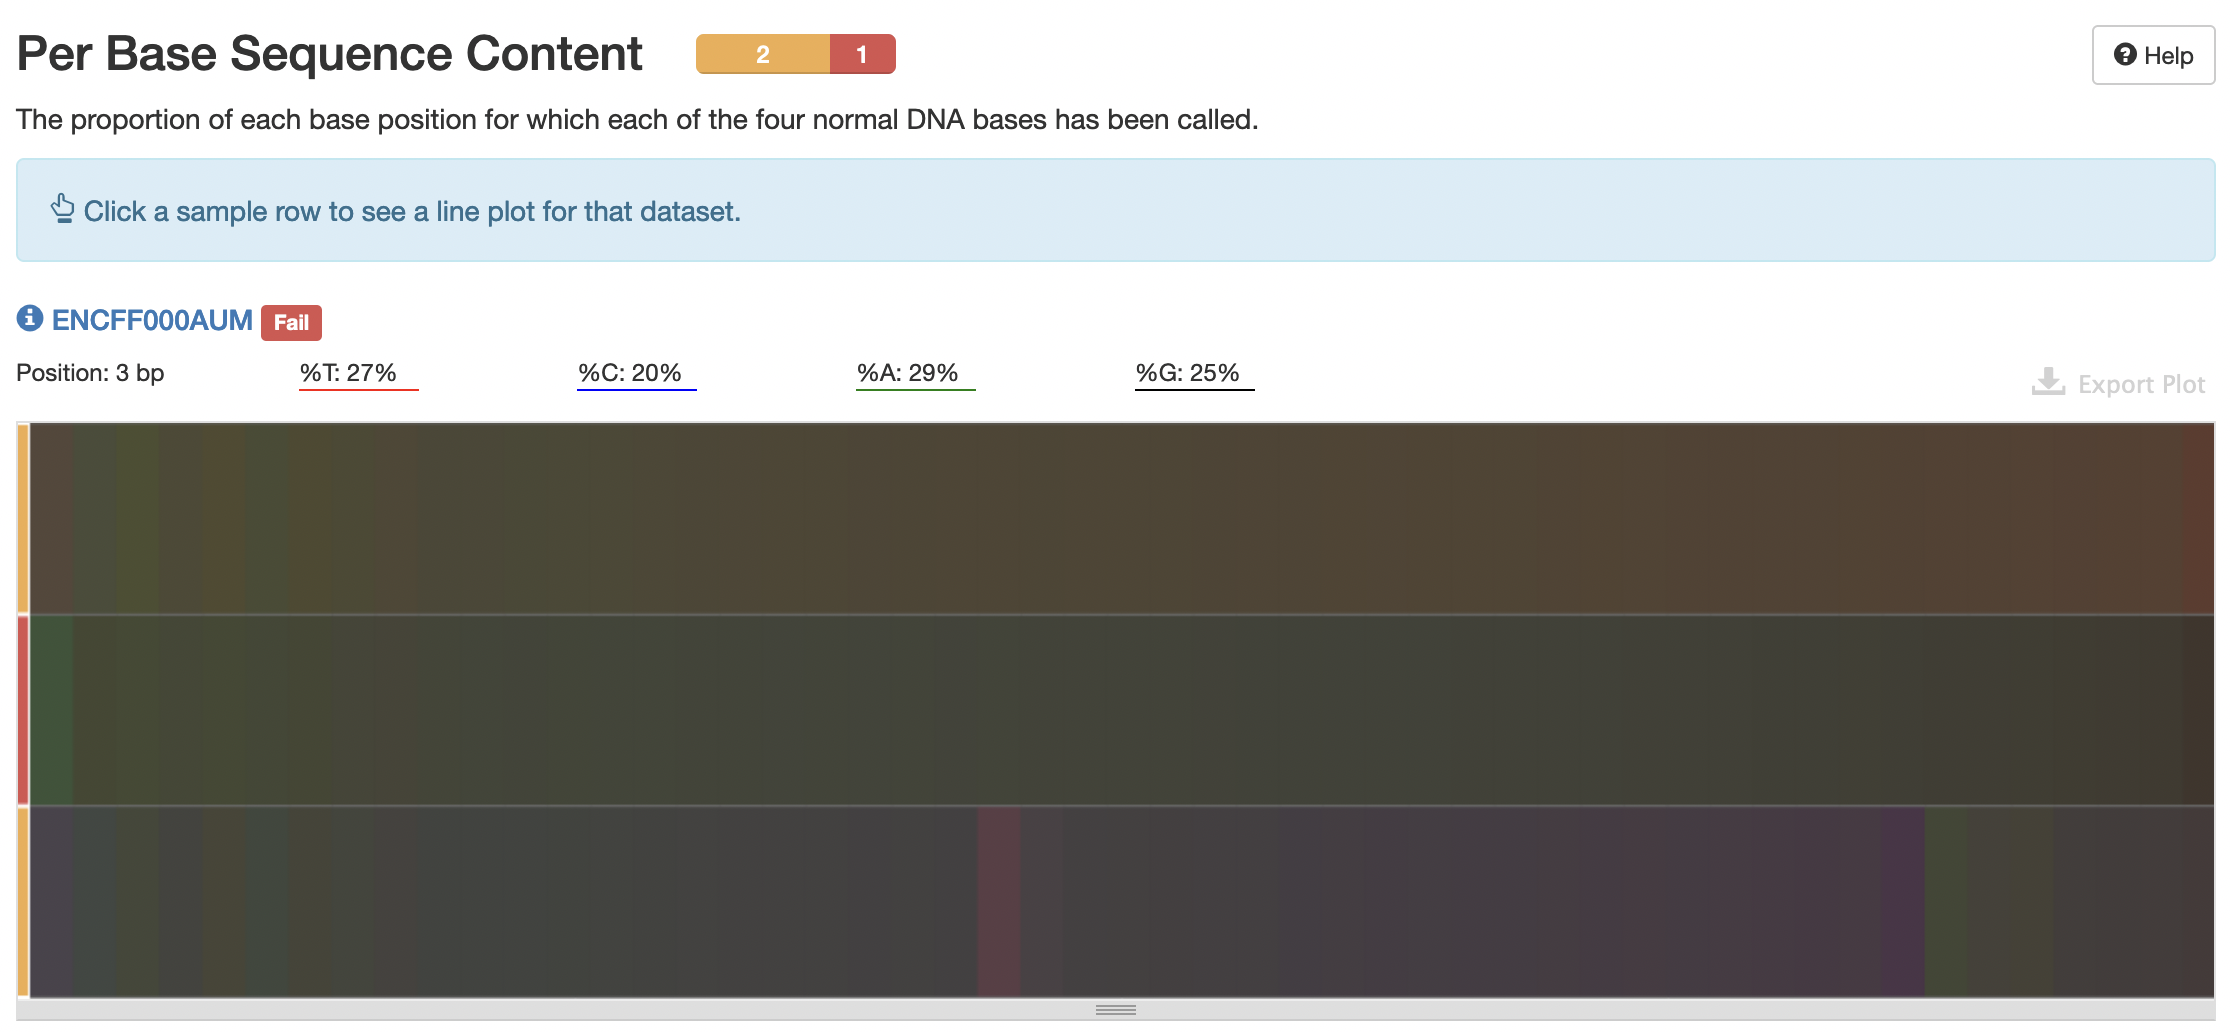 Per Base Sequence Content 2 1
Help
The proportion of each base position for which each of the four normal DNA bases has been called.
Click a sample row to see a line plot for that dataset.
ENCFF000AUM Fail
Position: 3 bp %T: 27% %C: 20% %A: 29% %G: 25%
Export Plot